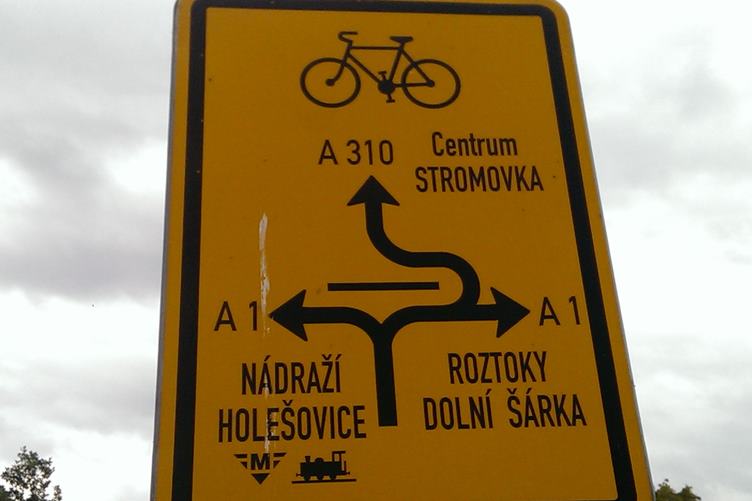 A 310
Centrum
STROMOVKA
A 1
A 1
NÁDRAŽÍ
HOLEŠOVICE
M
ROZTOKY
DOLNÍ ŠÁRKA